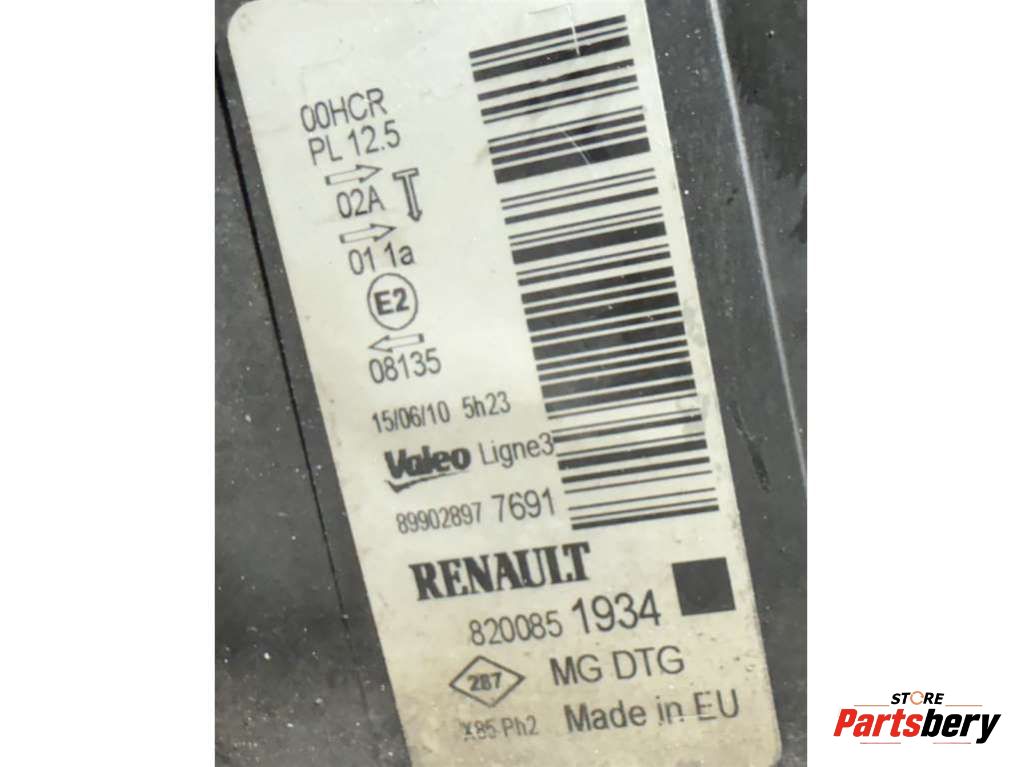 00HCR
PL 12.5
02A
01 1a
E2
08135
15/06/10 5h23
Valeo Ligne3
89902897 7691
RENAULT
820085 1934
287 MG DTG
X85 Ph2 Made in EU
STORE
Partsbery